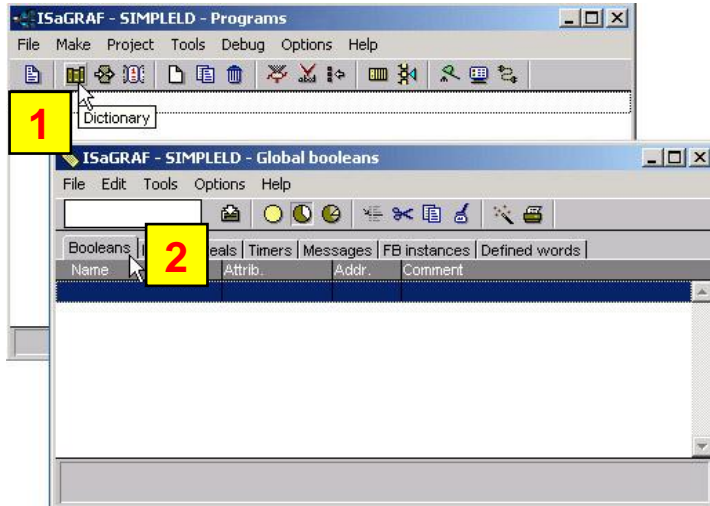 ISaGRAF - SIMPLELD - Programs
File Make Project Tools Debug Options Help
1
Dictionary
ISaGRAF - SIMPLELD - Global booleans
File Edit Tools Options Help
Booleans Timers Messages FB instances Defined words
2
Name Attrib. Addr. Comment